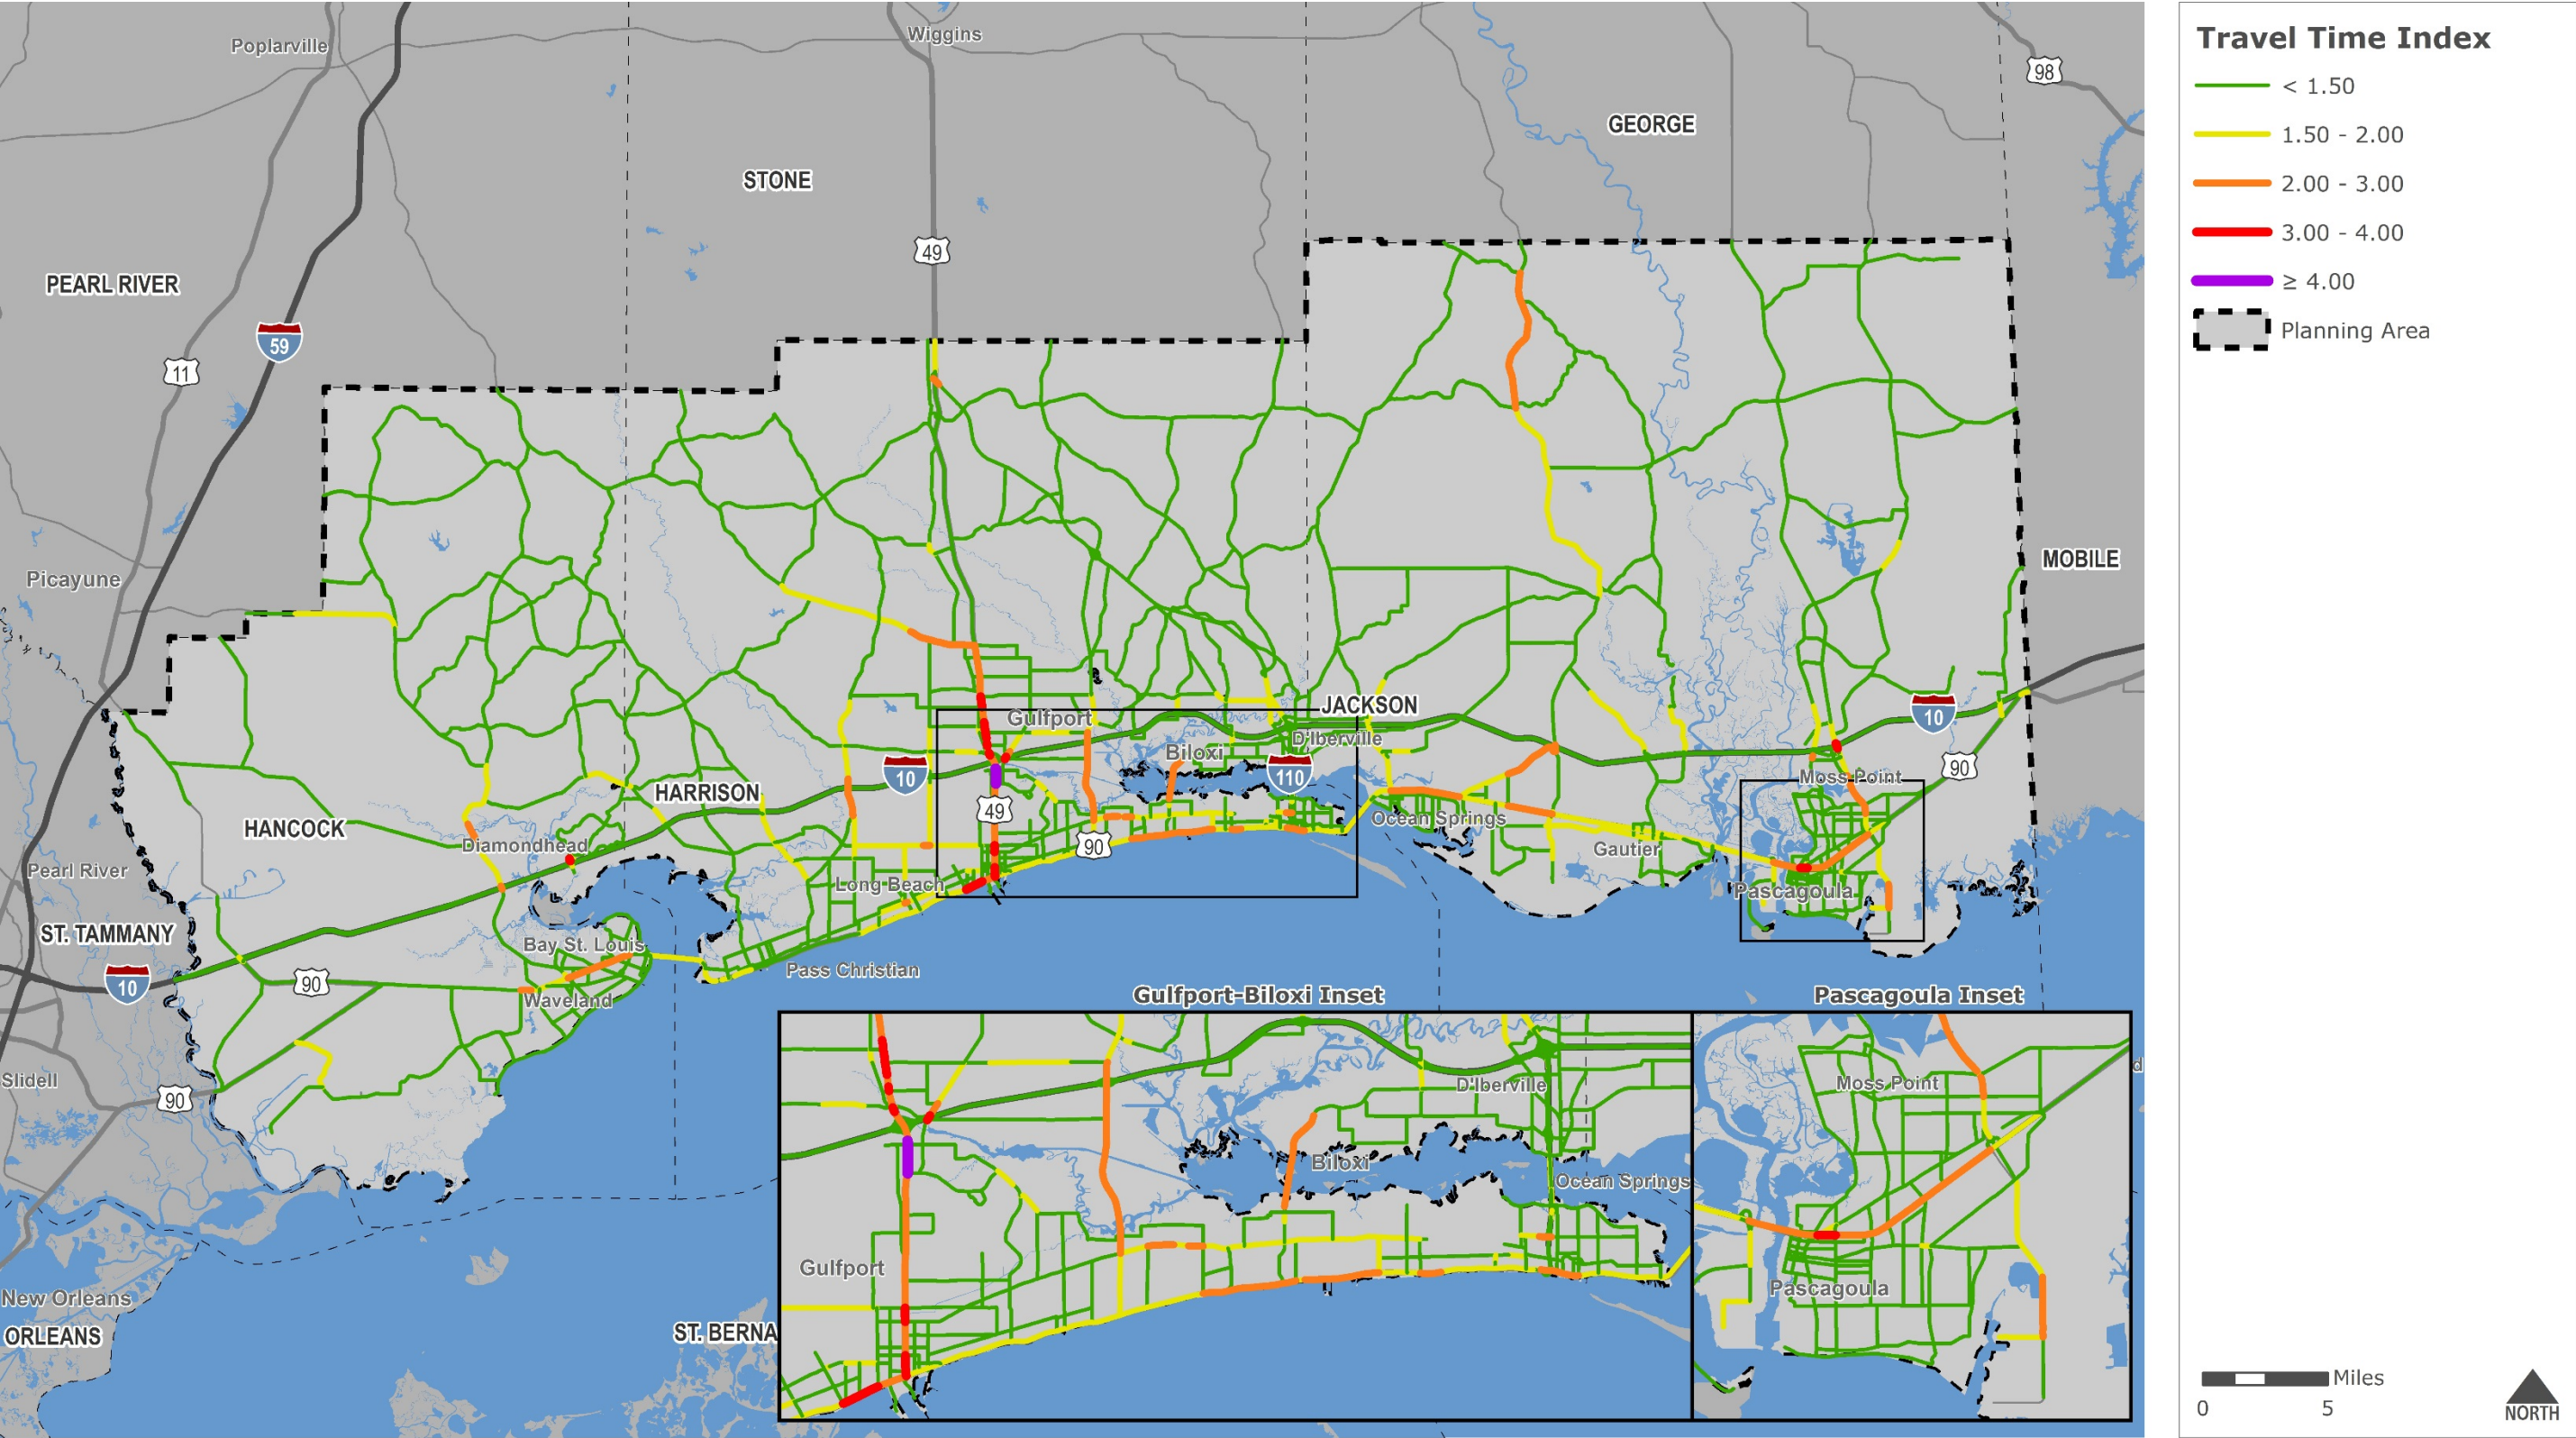 Poplarville
Wiggins
98
GEORGE
STONE
49
PEARL RIVER
59
11
Picayune
MOBILE
JACKSON
10
Gulfport
D'Iberville
Biloxi
10
110
90
Moss Point
HARRISON
49
Ocean Springs
HANCOCK
Diamondhead
90
Gautier
Pearl River
Long Beach
Pascagoula
ST. TAMMANY
Bay St. Louis
10
90
Pass Christian
Waveland
Slidell
90
New Orleans
ORLEANS
ST. BERNA
Gulfport-Biloxi Inset
D'Iberville
Biloxi
Ocean Springs
Gulfport
Pascagoula Inset
Moss Point
Pascagoula
d
Travel Time Index
< 1.50
1.50 - 2.00
2.00 - 3.00
3.00 - 4.00
≥ 4.00
Planning Area
Miles
0 5
NORTH